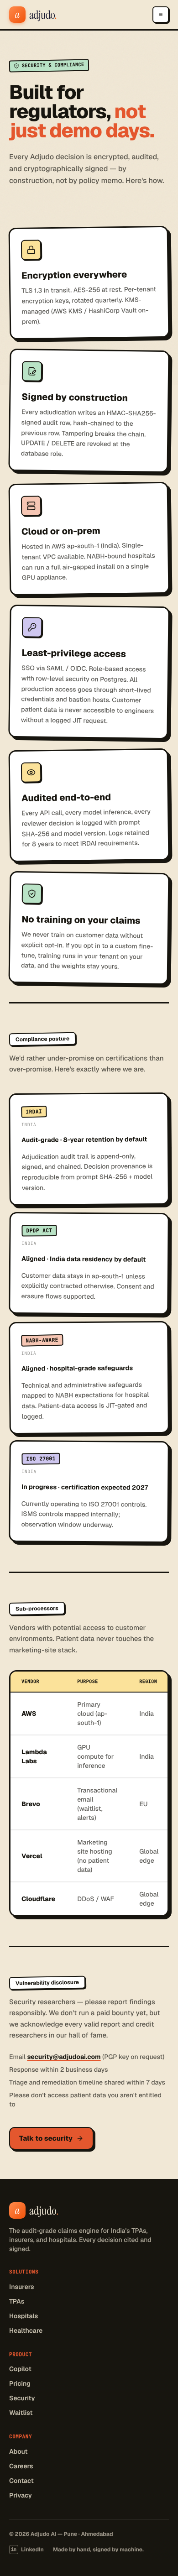 a adjudo.
SECURITY & COMPLIANCE
Built for
regulators, not
just demo days.
Every Adjudo decision is encrypted, audited,
and cryptographically signed — by
construction, not by policy memo. Here's how.
Encryption everywhere
TLS 1.3 in transit. AES-256 at rest. Per-tenant
encryption keys, rotated quarterly. KMS-
managed (AWS KMS / HashiCorp Vault on-
prem).
Signed by construction
Every adjudication writes an HMAC-SHA256-
signed audit row, hash-chained to the
previous row. Tampering breaks the chain.
UPDATE / DELETE are revoked at the
database role.
Cloud or on-prem
Hosted in AWS ap-south-1 (India). Single-
tenant VPC available. NABH-bound hospitals
can run a full air-gapped install on a single
GPU appliance.
Least-privilege access
SSO via SAML / OIDC. Role-based access
with row-level security on Postgres. All
production access goes through short-lived
credentials and bastion hosts. Customer
patient data is never accessible to engineers
without a logged JIT request.
Audited end-to-end
Every API call, every model inference, every
reviewer decision is logged with prompt
SHA-256 and model version. Logs retained
for 8 years to meet IRDAI requirements.
No training on your claims
We never train on customer data without
explicit opt-in. If you opt in to a custom fine-
tune, training runs in your tenant on your
data, and the weights stay yours.
Compliance posture
We'd rather under-promise on certifications than
over-promise. Here's exactly where we are.
IRDAI
INDIA
Audit-grade · 8-year retention by default
Adjudication audit trail is append-only,
signed, and chained. Decision provenance is
reproducible from prompt SHA-256 + model
version.
DPDP ACT
INDIA
Aligned · India data residency by default
Customer data stays in ap-south-1 unless
explicitly contracted otherwise. Consent and
erasure flows supported.
NABH-AWARE
INDIA
Aligned · hospital-grade safeguards
Technical and administrative safeguards
mapped to NABH expectations for hospital
data. Patient-data access is JIT-gated and
logged.
ISO 27001
INDIA
In progress · certification expected 2027
Currently operating to ISO 27001 controls.
ISMS controls mapped internally;
observation window underway.
Sub-processors
Vendors with potential access to customer
environments. Patient data never touches the
marketing-site stack.
VENDOR PURPOSE REGION
AWS Primary cloud (ap-south-1) India
Lambda Labs GPU compute for inference India
Brevo Transactional email (waitlist, alerts) EU
Vercel Marketing site hosting (no patient data) Global edge
Cloudflare DDoS / WAF Global edge
Vulnerability disclosure
Security researchers — please report findings
responsibly. We don't run a paid bounty yet, but
we acknowledge every valid report and credit
researchers in our hall of fame.
Email security@adjudoai.com (PGP key on request)
Response within 2 business days
Triage and remediation timeline shared within 7 days
Please don't access patient data you aren't entitled
to
Talk to security →
a adjudo.
The audit-grade claims engine for India's TPAs,
insurers, and hospitals. Every decision cited and
signed.
SOLUTIONS
Insurers
TPAs
Hospitals
Healthcare
PRODUCT
Copilot
Pricing
Security
Waitlist
COMPANY
About
Careers
Contact
Privacy
© 2026 Adjudo AI — Pune · Ahmedabad
in LinkedIn Made by hand, signed by machine.